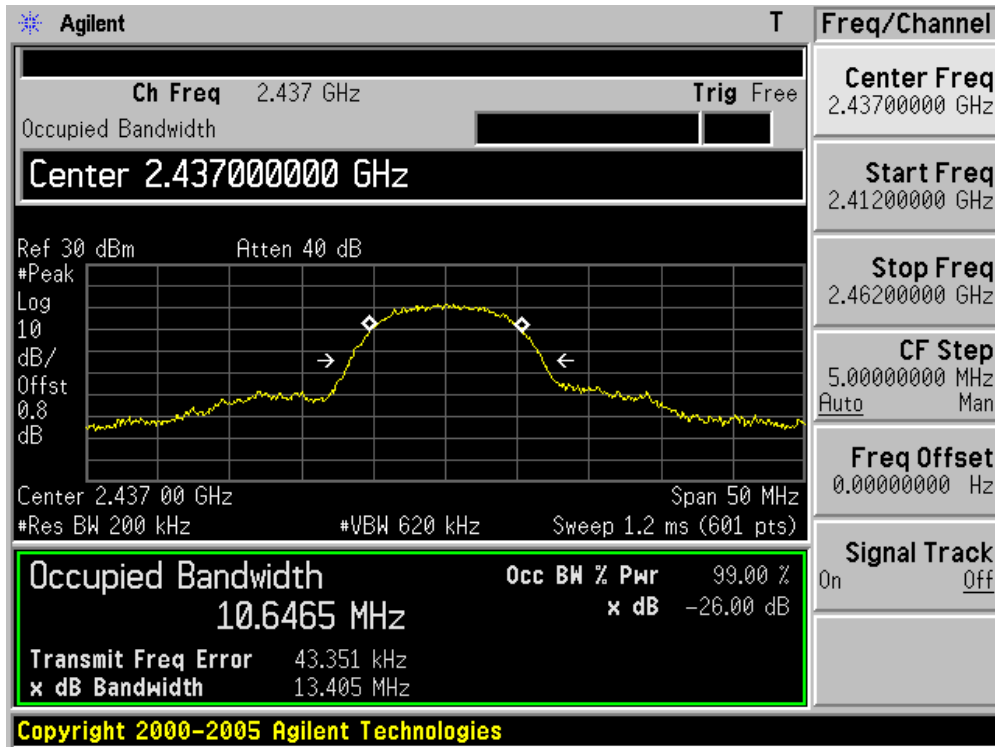 Agilent T
Ch Freq 2.437 GHz Trig Free
Occupied Bandwidth
Center 2.437000000 GHz
Ref 30 dBm Atten 40 dB
#Peak
Log
10
dB/
Offst
0.8
dB
Center 2.437 00 GHz Span 50 MHz
#Res BW 200 kHz #VBW 620 kHz Sweep 1.2 ms (601 pts)
Occupied Bandwidth
10.6465 MHz
Occ BW % Pwr 99.00 %
x dB -26.00 dB
Transmit Freq Error 43.351 kHz
x dB Bandwidth 13.405 MHz
Copyright 2000-2005 Agilent Technologies
Freq/Channel
Center Freq
2.43700000 GHz
Start Freq
2.41200000 GHz
Stop Freq
2.46200000 GHz
CF Step
5.00000000 MHz
Auto Man
Freq Offset
0.00000000 Hz
Signal Track
On Off